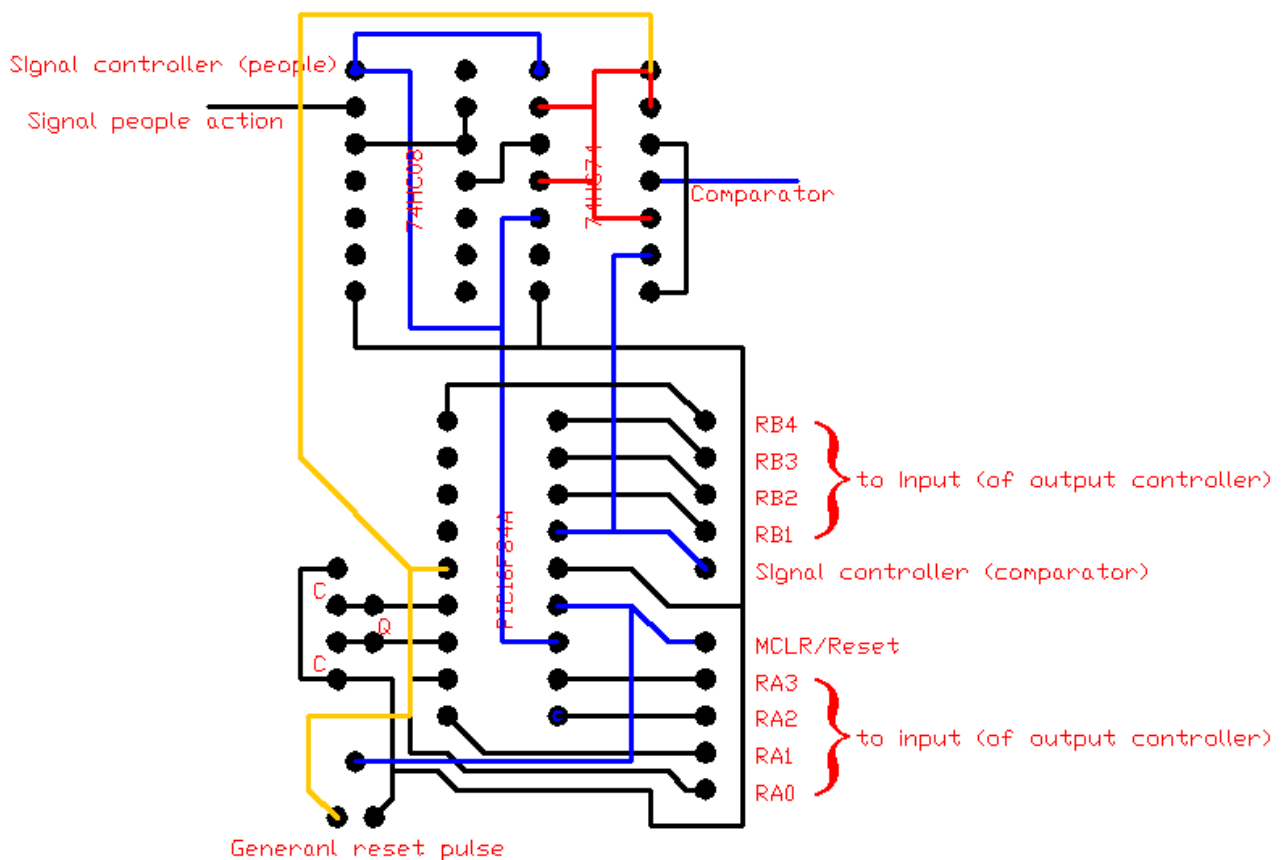 SIgnal controller (people)
Signal people action
74HC08
74HC74
Comparator
RB4
RB3
to Input (of output controller)
RB2
RB1
PIC16F84A
SIgnal controller (comparator)
C
Q
C
MCLR/Reset
RA3
RA2
to input (of output controller)
RA1
RA0
Generanl reset pulse